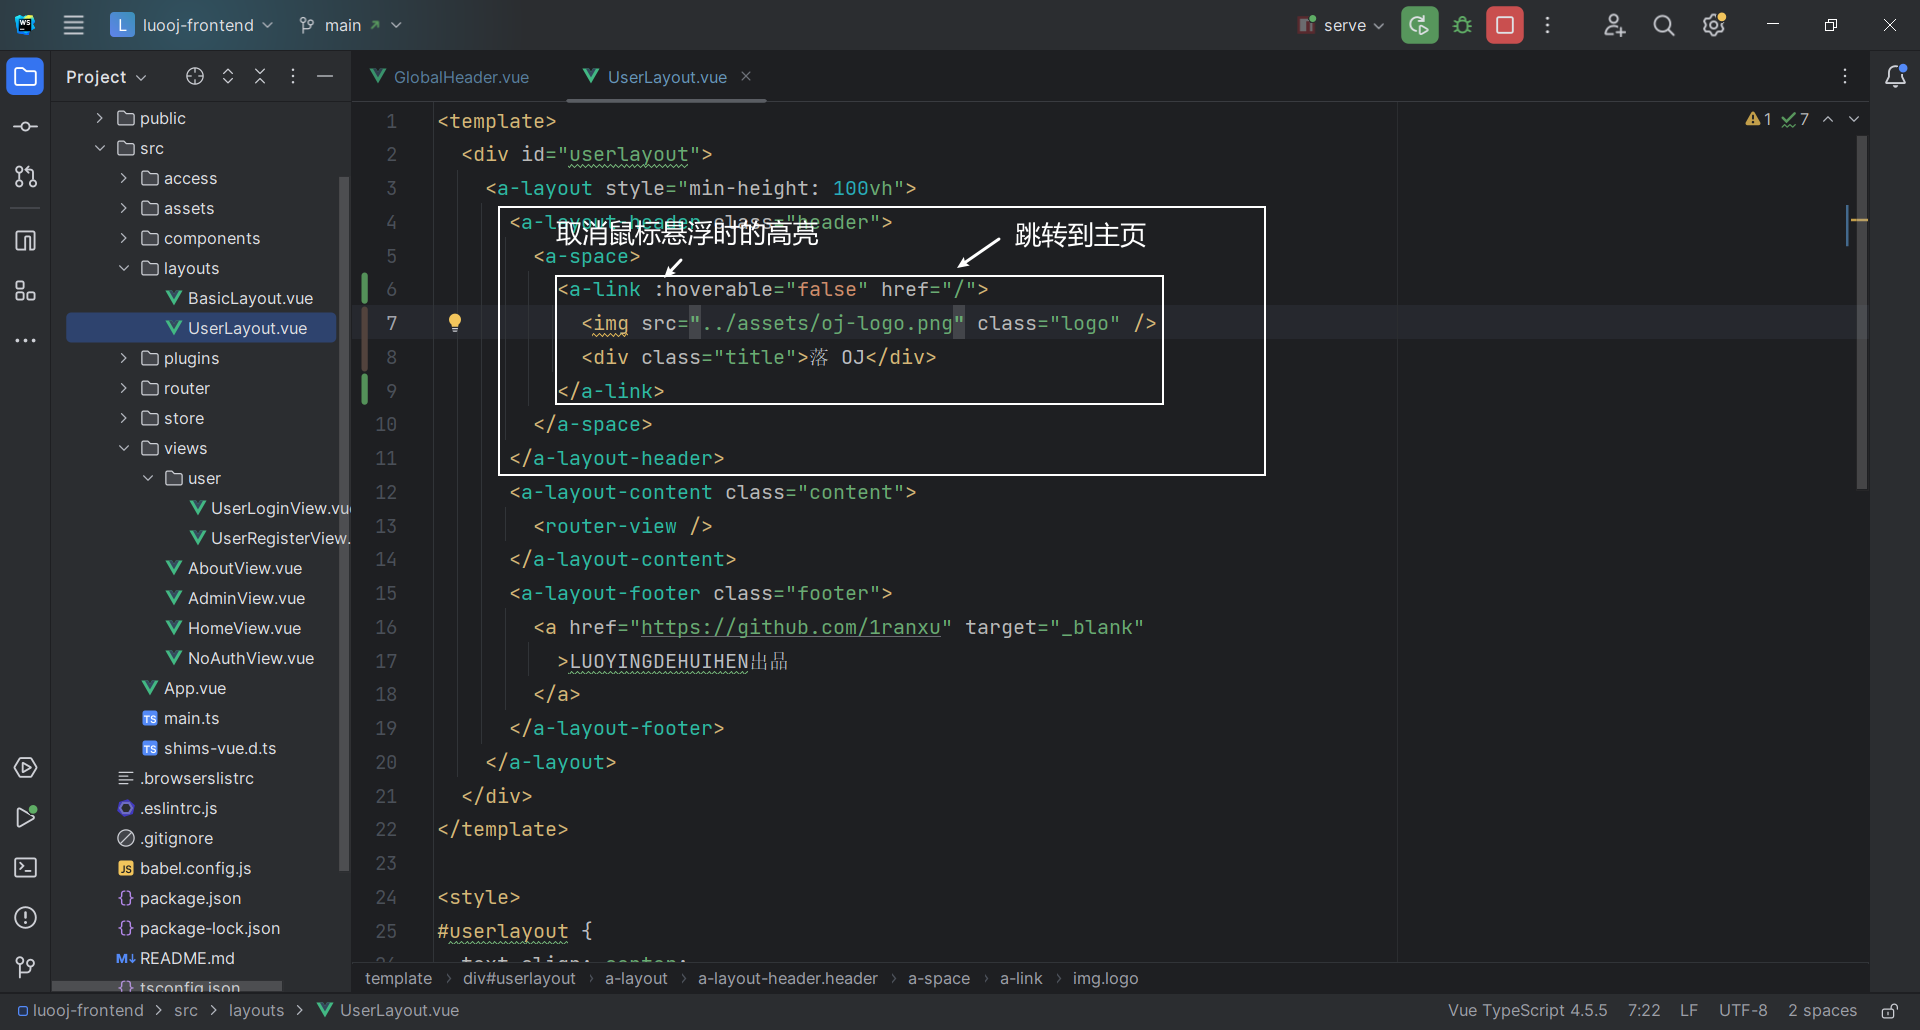 luooj-frontend
main
serve
Project
public
src
access
assets
components
layouts
BasicLayout.vue
UserLayout.vue
plugins
router
store
views
user
UserLoginView.vue
UserRegisterView.
AboutView.vue
AdminView.vue
HomeView.vue
NoAuthView.vue
App.vue
main.ts
shims-vue.d.ts
.browserslistrc
.eslintrc.js
.gitignore
babel.config.js
package.json
package-lock.json
README.md
tsconfig.json
GlobalHeader.vue
UserLayout.vue
1 7
1 <template>
2 <div id="userlayout">
3 <a-layout style="min-height: 100vh">
4 <a-layout-header class="header">
取消鼠标悬浮时的高亮
跳转到主页
5 <a-space>
6 <a-link :hoverable="false" href="/">
7 <img src="../assets/oj-logo.png" class="logo" />
8 <div class="title">落 OJ</div>
9 </a-link>
10 </a-space>
11 </a-layout-header>
12 <a-layout-content class="content">
13 <router-view />
14 </a-layout-content>
15 <a-layout-footer class="footer">
16 <a href="https://github.com/1ranxu" target="_blank"
17 >LUOYINGDEHUIHEN出品
18 </a>
19 </a-layout-footer>
20 </a-layout>
21 </div>
22 </template>
23
24 <style>
25 #userlayout {
26 text-align: center;
template > div#userlayout > a-layout > a-layout-header.header > a-space > a-link > img.logo
luooj-frontend > src > layouts > UserLayout.vue
Vue TypeScript 4.5.5 7:22 LF UTF-8 2 spaces